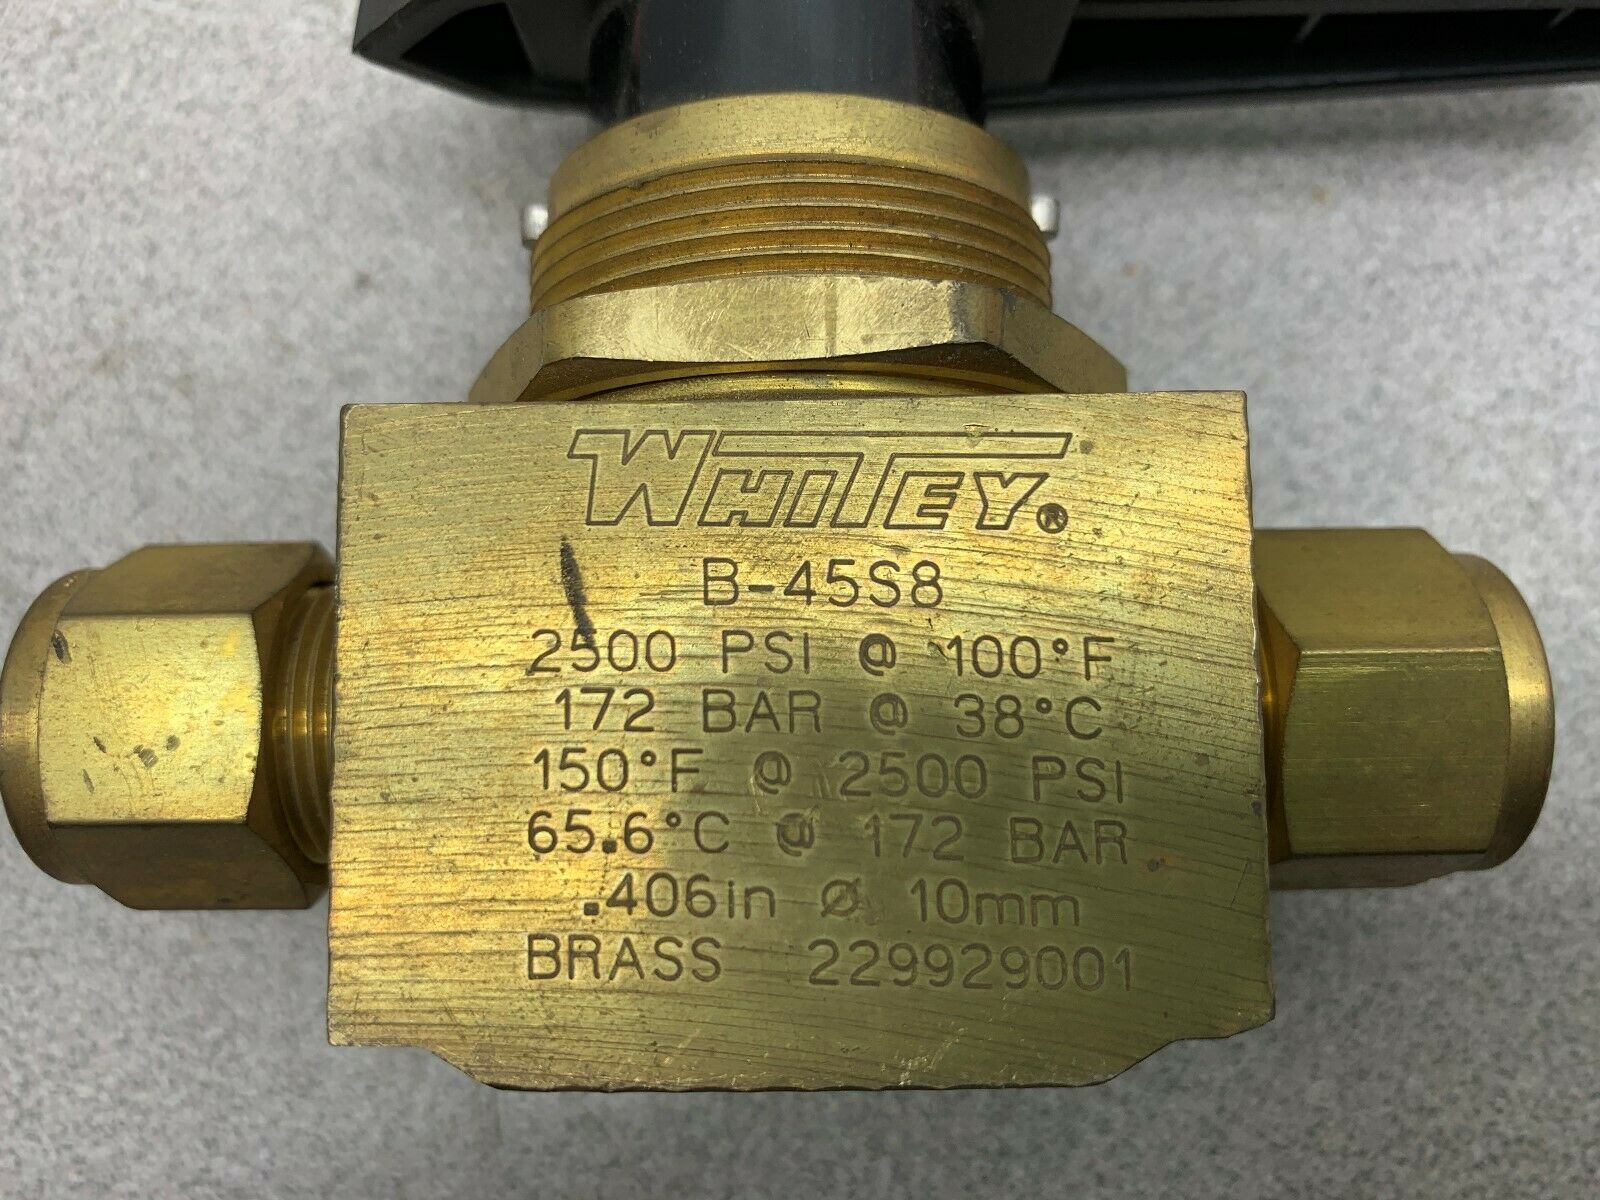 WHITEY®
B-45S8
2500 PSI @ 100°F
172 BAR @ 38°C
150°F @ 2500 PSI
65.6°C @ 172 BAR
.406in Ø 10mm
BRASS 229929001